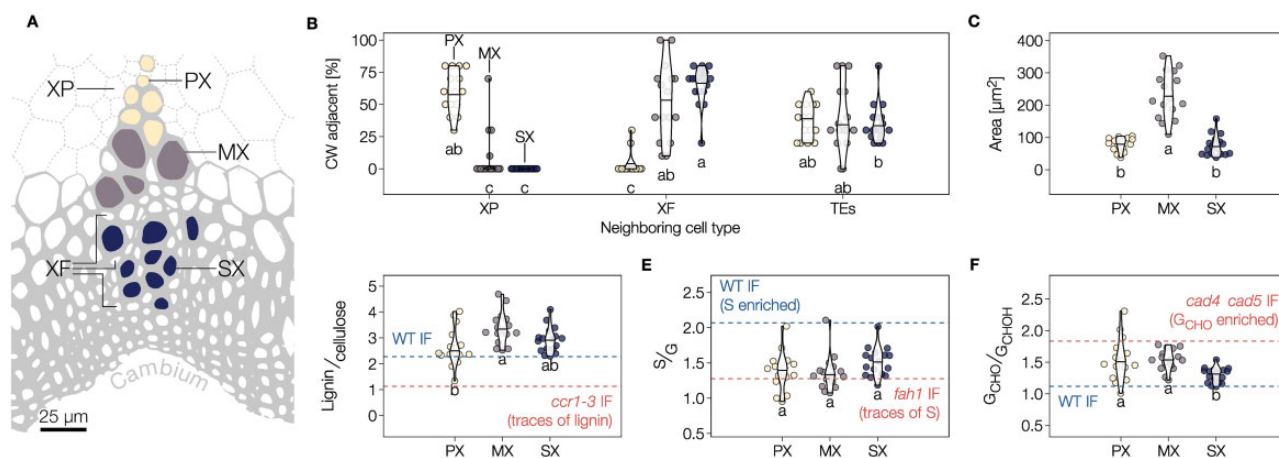 A
XP
PX
MX
XF
SX
Cambium
25 µm
B
CW adjacent [%]
100
75
50
25
0
PX
MX
SX
ab
c
c
c
ab
a
ab
ab
b
XP
XF
TEs
Neighboring cell type
C
Area [µm²]
400
300
200
100
0
b
a
b
PX
MX
SX
Lignin/cellulose
5
4
3
2
1
0
WT IF
b
a
ab
ccr1-3 IF
(traces of lignin)
PX
MX
SX
E
S/G
2.5
2.0
1.5
1.0
0.5
WT IF
(S enriched)
a
a
a
fah1 IF
(traces of S)
PX
MX
SX
F
GCHO/GCHOH
2.5
2.0
1.5
1.0
0.5
cad4 cad5 IF
(GCHO enriched)
WT IF
a
a
b
PX
MX
SX